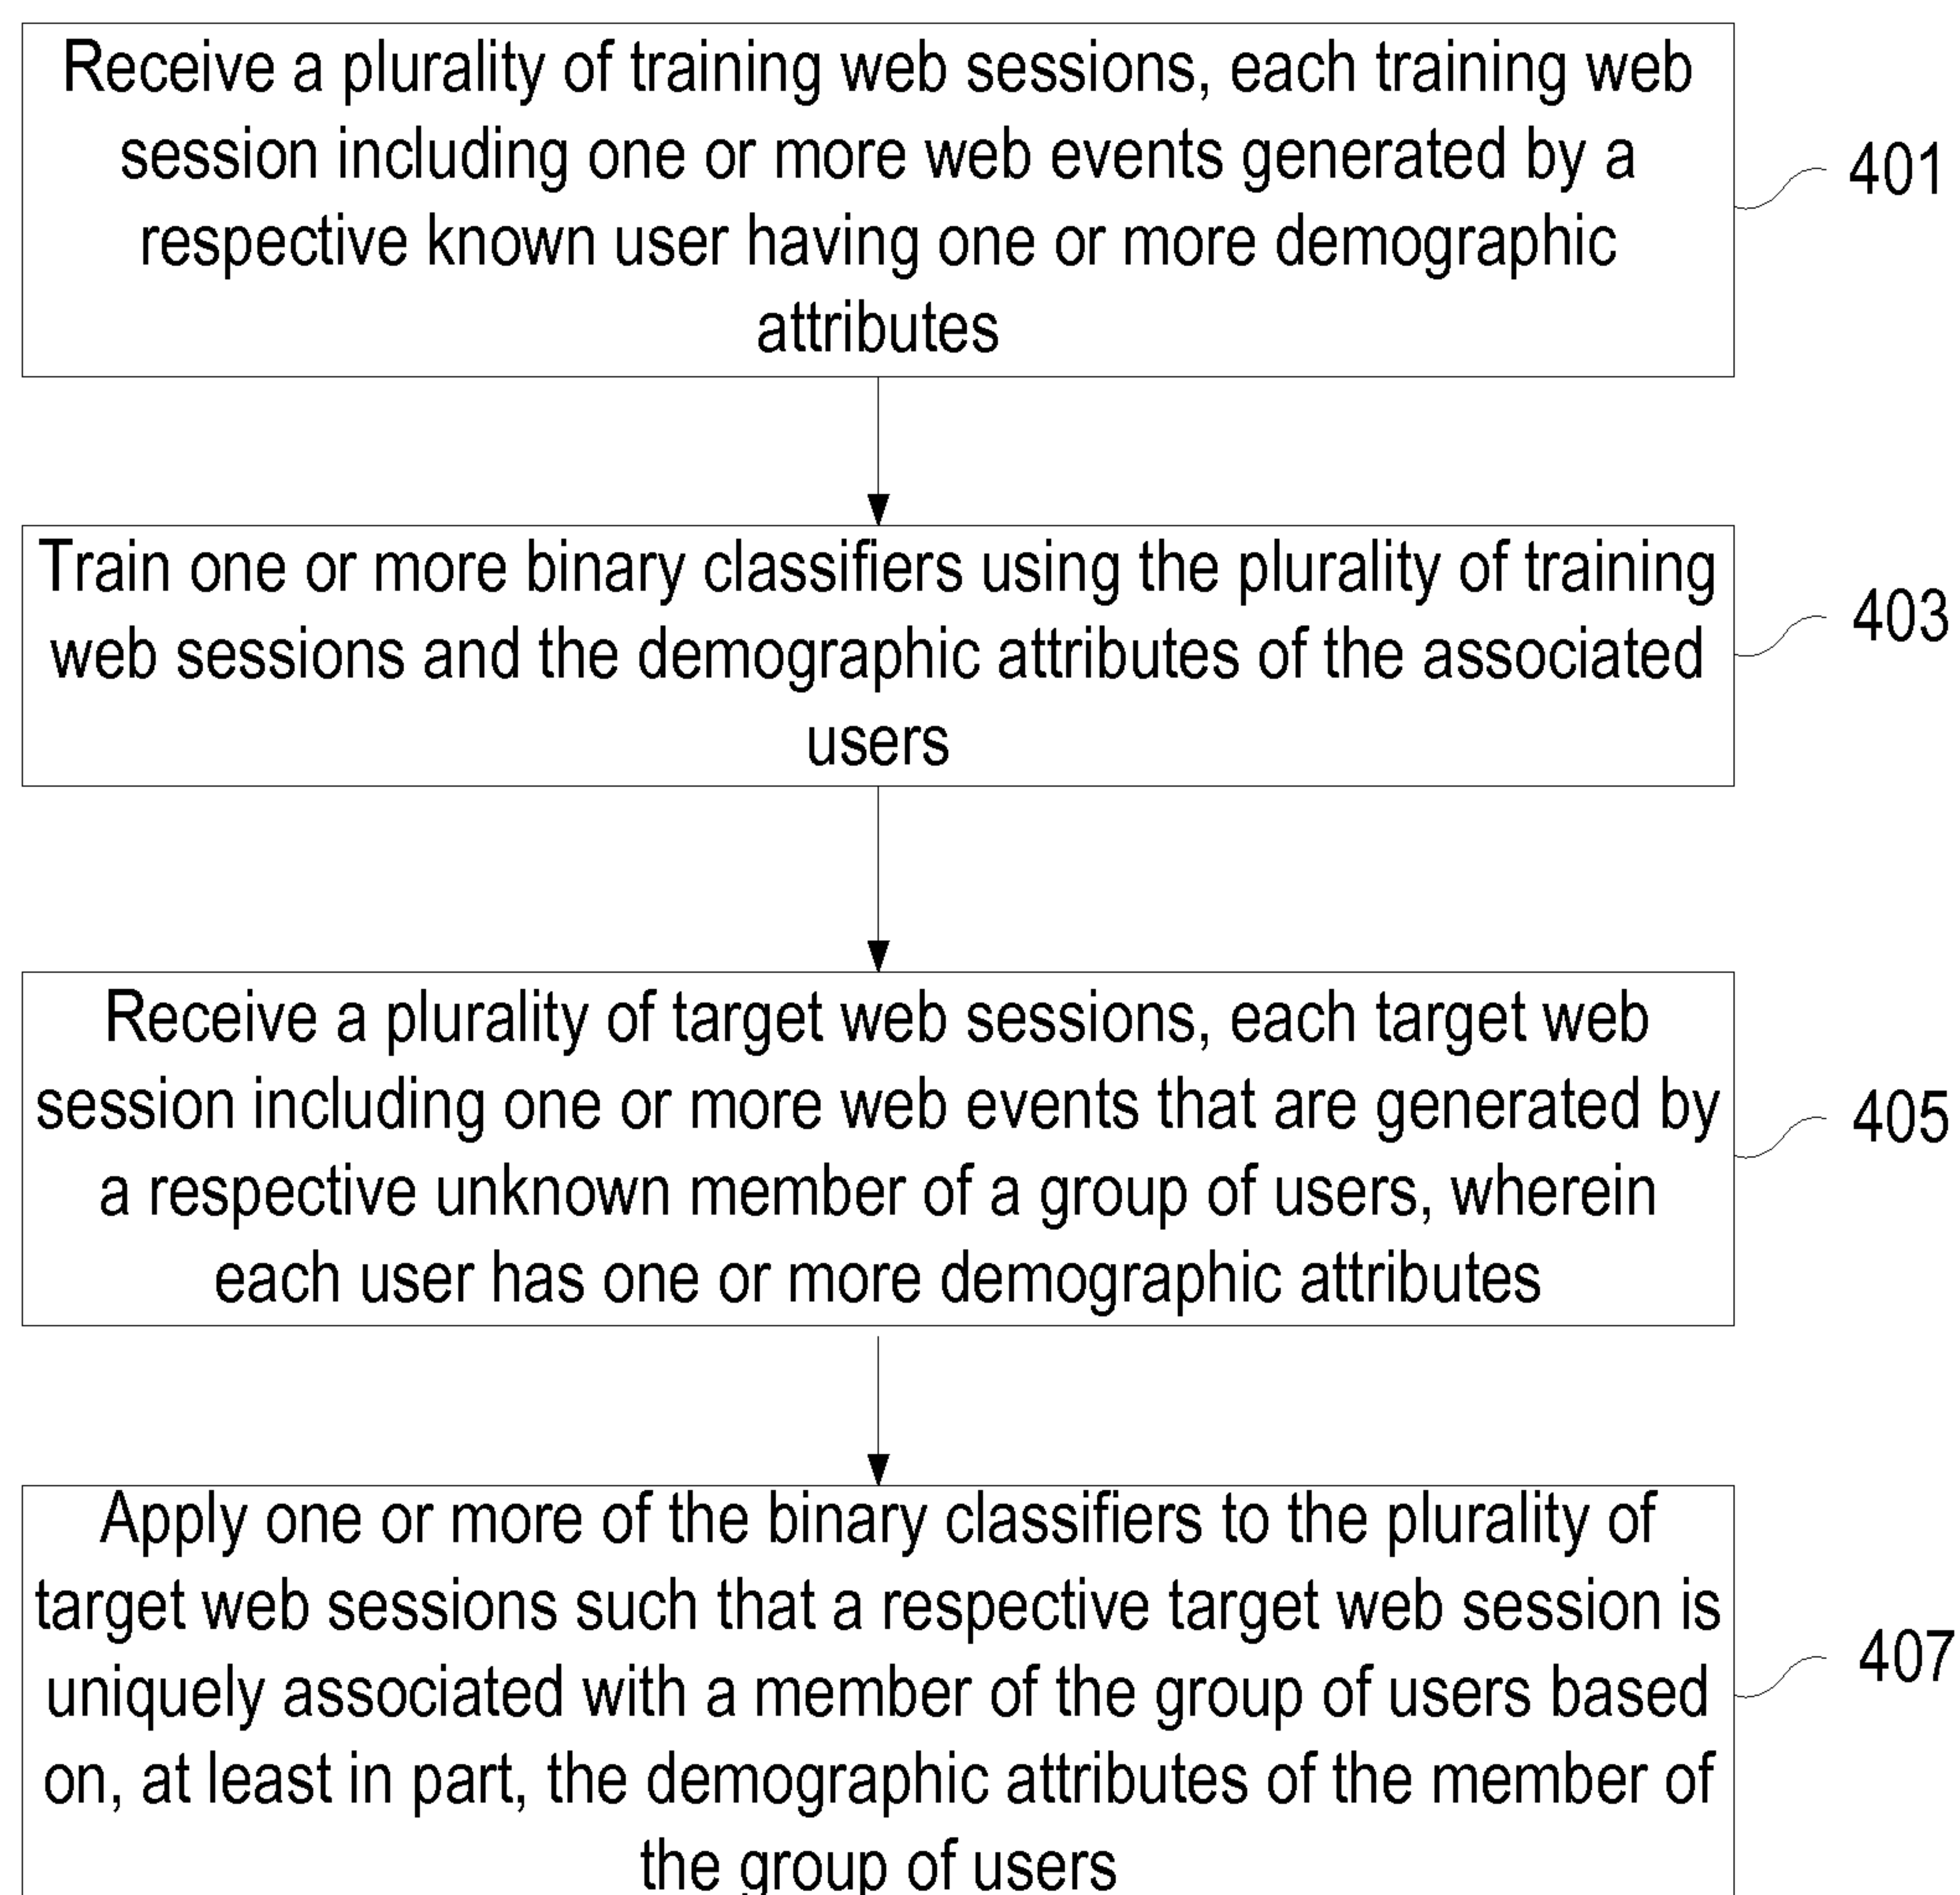 Receive a plurality of training web sessions, each training web
session including one or more web events generated by a
respective known user having one or more demographic
attributes
401
Train one or more binary classifiers using the plurality of training
web sessions and the demographic attributes of the associated
users
403
Receive a plurality of target web sessions, each target web
session including one or more web events that are generated by
a respective unknown member of a group of users, wherein
each user has one or more demographic attributes
405
Apply one or more of the binary classifiers to the plurality of
target web sessions such that a respective target web session is
uniquely associated with a member of the group of users based
on, at least in part, the demographic attributes of the member of
the group of users
407